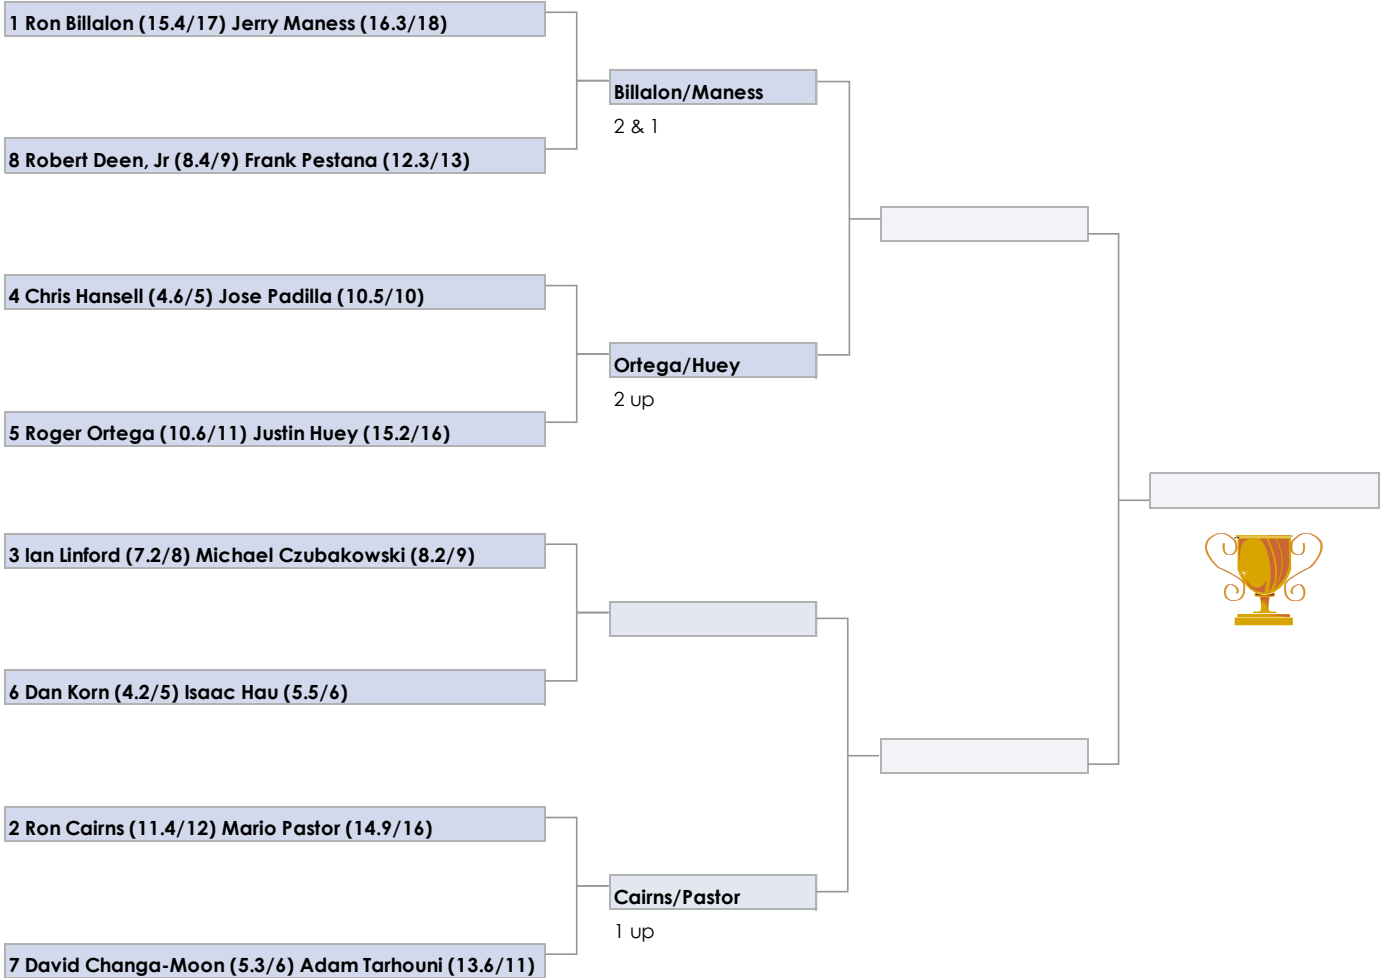 1 Ron Billalon (15.4/17) Jerry Maness (16.3/18)
Billalon/Maness
2 & 1
8 Robert Deen, Jr (8.4/9) Frank Pestana (12.3/13)
4 Chris Hansell (4.6/5) Jose Padilla (10.5/10)
Ortega/Huey
2 up
5 Roger Ortega (10.6/11) Justin Huey (15.2/16)
3 Ian Linford (7.2/8) Michael Czubakowski (8.2/9)
6 Dan Korn (4.2/5) Isaac Hau (5.5/6)
2 Ron Cairns (11.4/12) Mario Pastor (14.9/16)
Cairns/Pastor
1 up
7 David Changa-Moon (5.3/6) Adam Tarhouni (13.6/11)